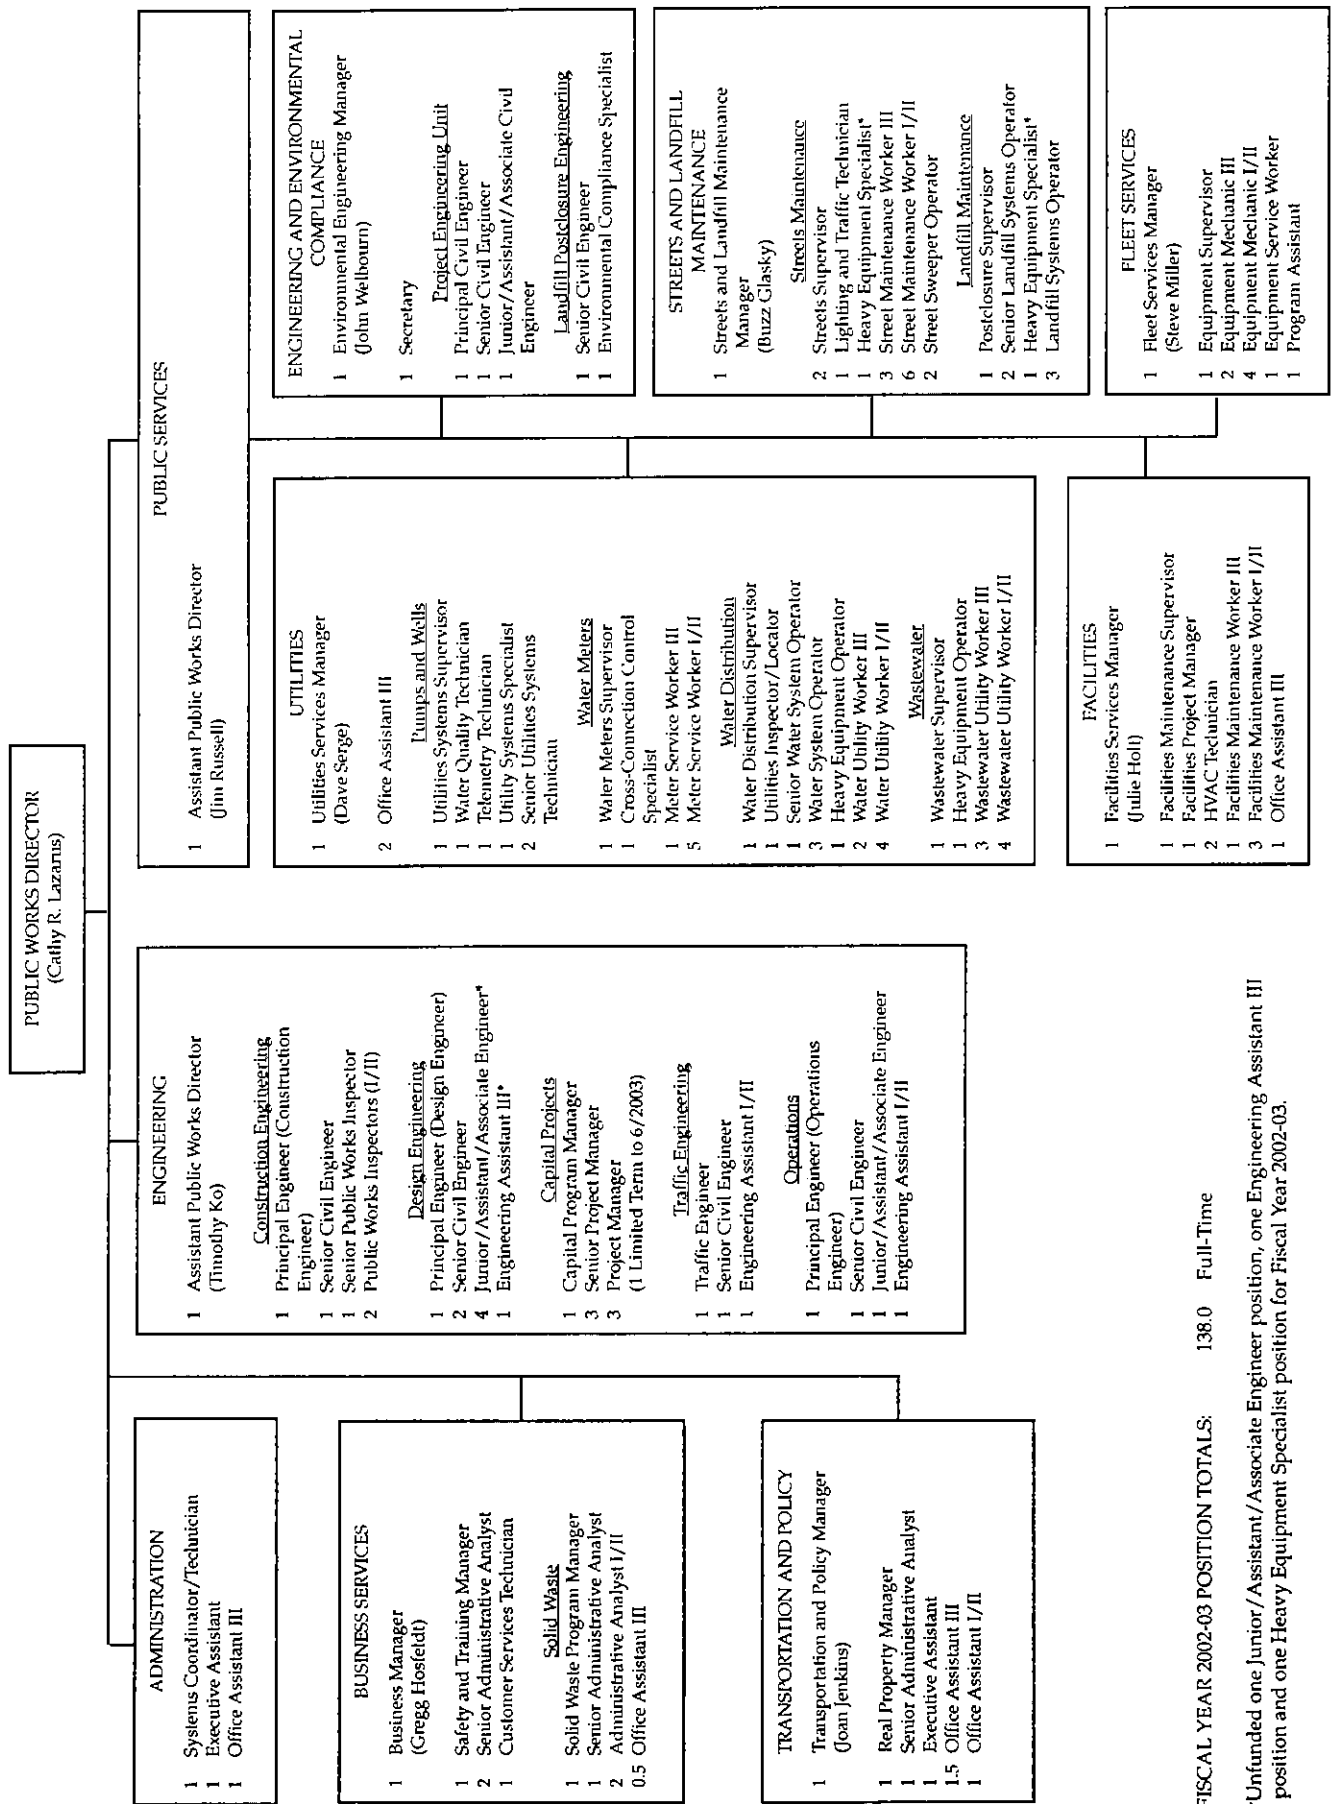 PUBLIC WORKS DIRECTOR
(Cathy R. Lazarus)
ADMINISTRATION
1 Systems Coordinator/Technician
1 Executive Assistant
1 Office Assistant III
BUSINESS SERVICES
1 Business Manager
(Gregg Hosfeldt)
1 Safety and Training Manager
2 Senior Administrative Analyst
1 Customer Services Technician
Solid Waste
1 Solid Waste Program Manager
1 Senior Administrative Analyst
2 Administrative Analyst I/II
0.5 Office Assistant III
TRANSPORTATION AND POLICY
1 Transportation and Policy Manager
(Joan Jenkins)
1 Real Property Manager
1 Senior Administrative Analyst
1 Executive Assistant
1.5 Office Assistant III
1 Office Assistant I/II
ENGINEERING
1 Assistant Public Works Director
(Timothy Ko)
Construction Engineering
1 Principal Engineer (Construction
Engineer)
1 Senior Civil Engineer
1 Senior Public Works Inspector
2 Public Works Inspectors (I/II)
Design Engineering
1 Principal Engineer (Design Engineer)
2 Senior Civil Engineer
4 Junior/Assistant/Associate Engineer*
1 Engineering Assistant III*
Capital Projects
1 Capital Program Manager
3 Senior Project Manager
3 Project Manager
(1 Limited Term to 6/2003)
Traffic Engineering
1 Traffic Engineer
1 Senior Civil Engineer
1 Engineering Assistant I/II
Operations
1 Principal Engineer (Operations
Engineer)
1 Senior Civil Engineer
1 Junior/Assistant/Associate Engineer
1 Engineering Assistant I/II
PUBLIC SERVICES
1 Assistant Public Works Director
(Jim Russell)
UTILITIES
1 Utilities Services Manager
(Dave Serge)
2 Office Assistant III
Pumps and Wells
1 Utilities Systems Supervisor
1 Water Quality Technician
1 Telemetry Technician
1 Utility Systems Specialist
2 Senior Utilities Systems
Technician
Water Meters
1 Water Meters Supervisor
1 Cross-Connection Control
Specialist
1 Meter Service Worker III
5 Meter Service Worker I/II
Water Distribution
1 Water Distribution Supervisor
1 Utilities Inspector/Locator
1 Senior Water System Operator
3 Water System Operator
1 Heavy Equipment Operator
2 Water Utility Worker III
4 Water Utility Worker I/II
Wastewater
1 Wastewater Supervisor
1 Heavy Equipment Operator
3 Wastewater Utility Worker III
4 Wastewater Utility Worker I/II
FACILITIES
1 Facilities Services Manager
(Julie Holt)
1 Facilities Maintenance Supervisor
1 Facilities Project Manager
2 HVAC Technician
1 Facilities Maintenance Worker III
3 Facilities Maintenance Worker I/II
1 Office Assistant III
ENGINEERING AND ENVIRONMENTAL
COMPLIANCE
1 Environmental Engineering Manager
(John Welbourn)
1 Secretary
Project Engineering Unit
1 Principal Civil Engineer
1 Senior Civil Engineer
1 Junior/Assistant/Associate Civil
Engineer
Landfill Postclosure Engineering
1 Senior Civil Engineer
1 Environmental Compliance Specialist
STREETS AND LANDFILL
MAINTENANCE
1 Streets and Landfill Maintenance
Manager
(Buzz Glasky)
Streets Maintenance
2 Streets Supervisor
1 Lighting and Traffic Technician
1 Heavy Equipment Specialist*
3 Street Maintenance Worker III
6 Street Maintenance Worker I/II
2 Street Sweeper Operator
Landfill Maintenance
1 Postclosure Supervisor
2 Senior Landfill Systems Operator
1 Heavy Equipment Specialist*
3 Landfill Systems Operator
FLEET SERVICES
1 Fleet Services Manager
(Steve Miller)
1 Equipment Supervisor
2 Equipment Mechanic III
4 Equipment Mechanic I/II
1 Equipment Service Worker
1 Program Assistant
FISCAL YEAR 2002-03 POSITION TOTALS: 138.0 Full-Time
*Unfunded one Junior/Assistant/Associate Engineer position, one Engineering Assistant III
position and one Heavy Equipment Specialist position for Fiscal Year 2002-03.